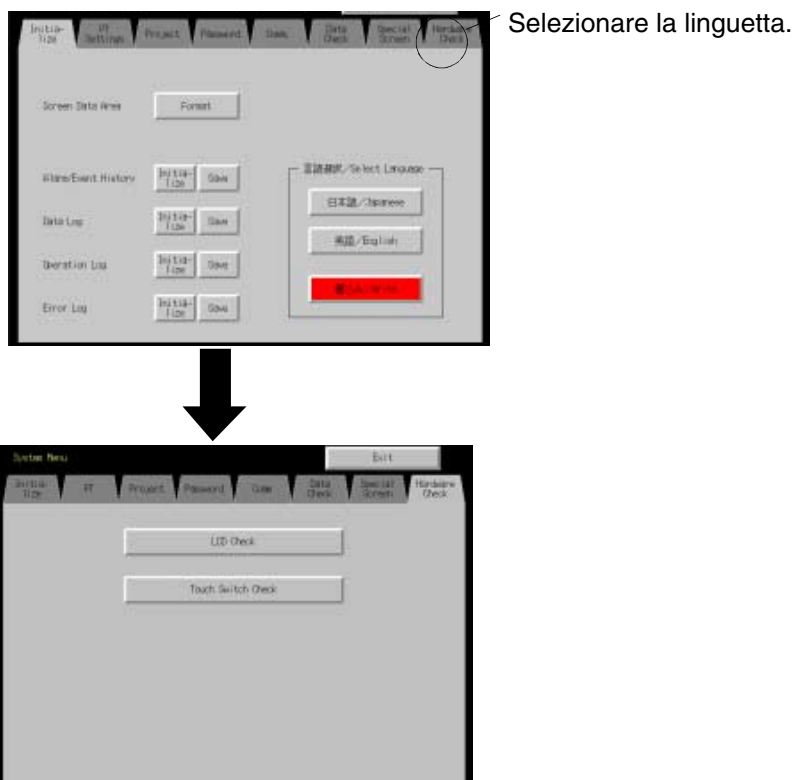 Selezionare la linguetta.
Initia-
lize
PT
Settings
Project
Password
Comm.
Data
Check
Special
Screen
Hardware
Check
Screen Data Area
Format
Alarm/Event History
Initia-
lize
Save
Data Log
Initia-
lize
Save
Operation Log
Initia-
lize
Save
Error Log
Initia-
lize
Save
言語選択/Select Language
日本語/Japanese
英語/English
Write
System Menu
Exit
Initia-
lize
PT
Project
Password
Comm
Data
Check
Special
Screen
Hardware
Check
LCD Check
Touch Switch Check